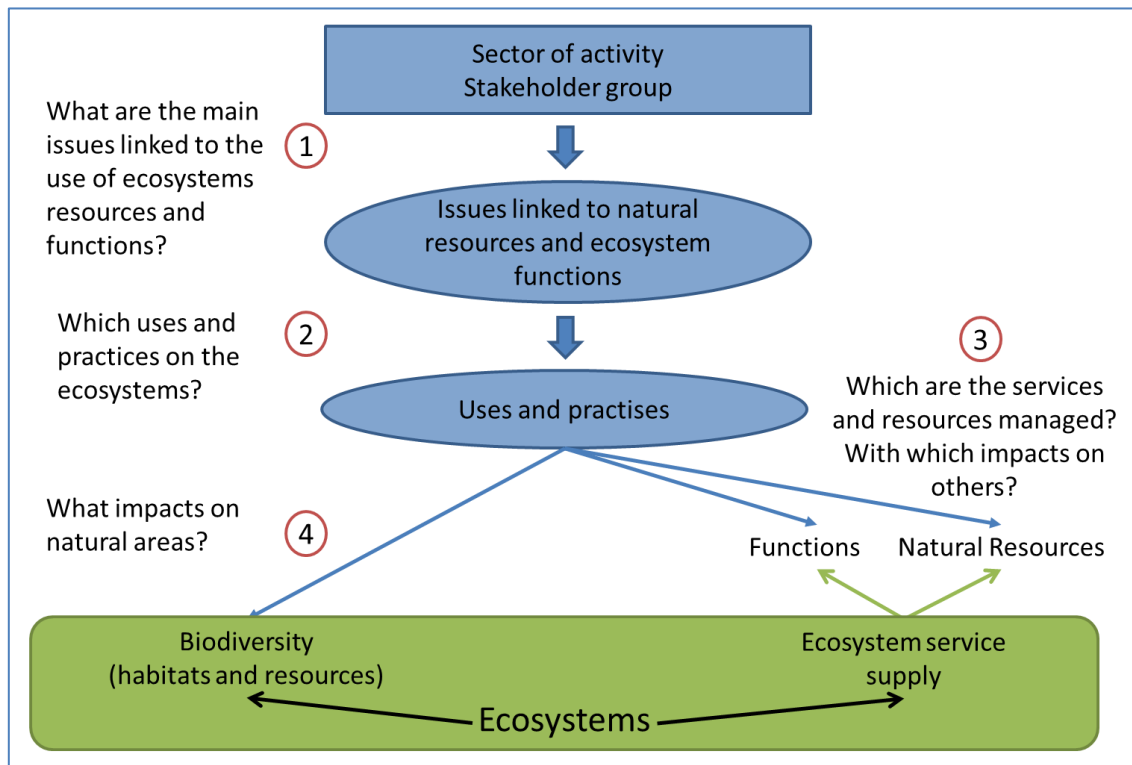 Sector of activity
Stakeholder group
What are the main
issues linked to the
use of ecosystems
resources and
functions?
1
Issues linked to natural
resources and ecosystem
functions
Which uses and
practices on the
ecosystems?
2
3
Which are the services
and resources managed?
With which impacts on
others?
Uses and practises
What impacts on
natural areas?
4
Functions
Natural Resources
Biodiversity
(habitats and resources)
Ecosystem service
supply
Ecosystems